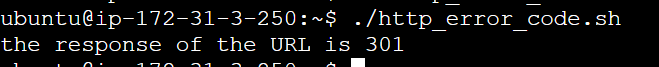 ubuntu@ip-172-31-3-250:~$ ./http_error_code.sh
the response of the URL is 301